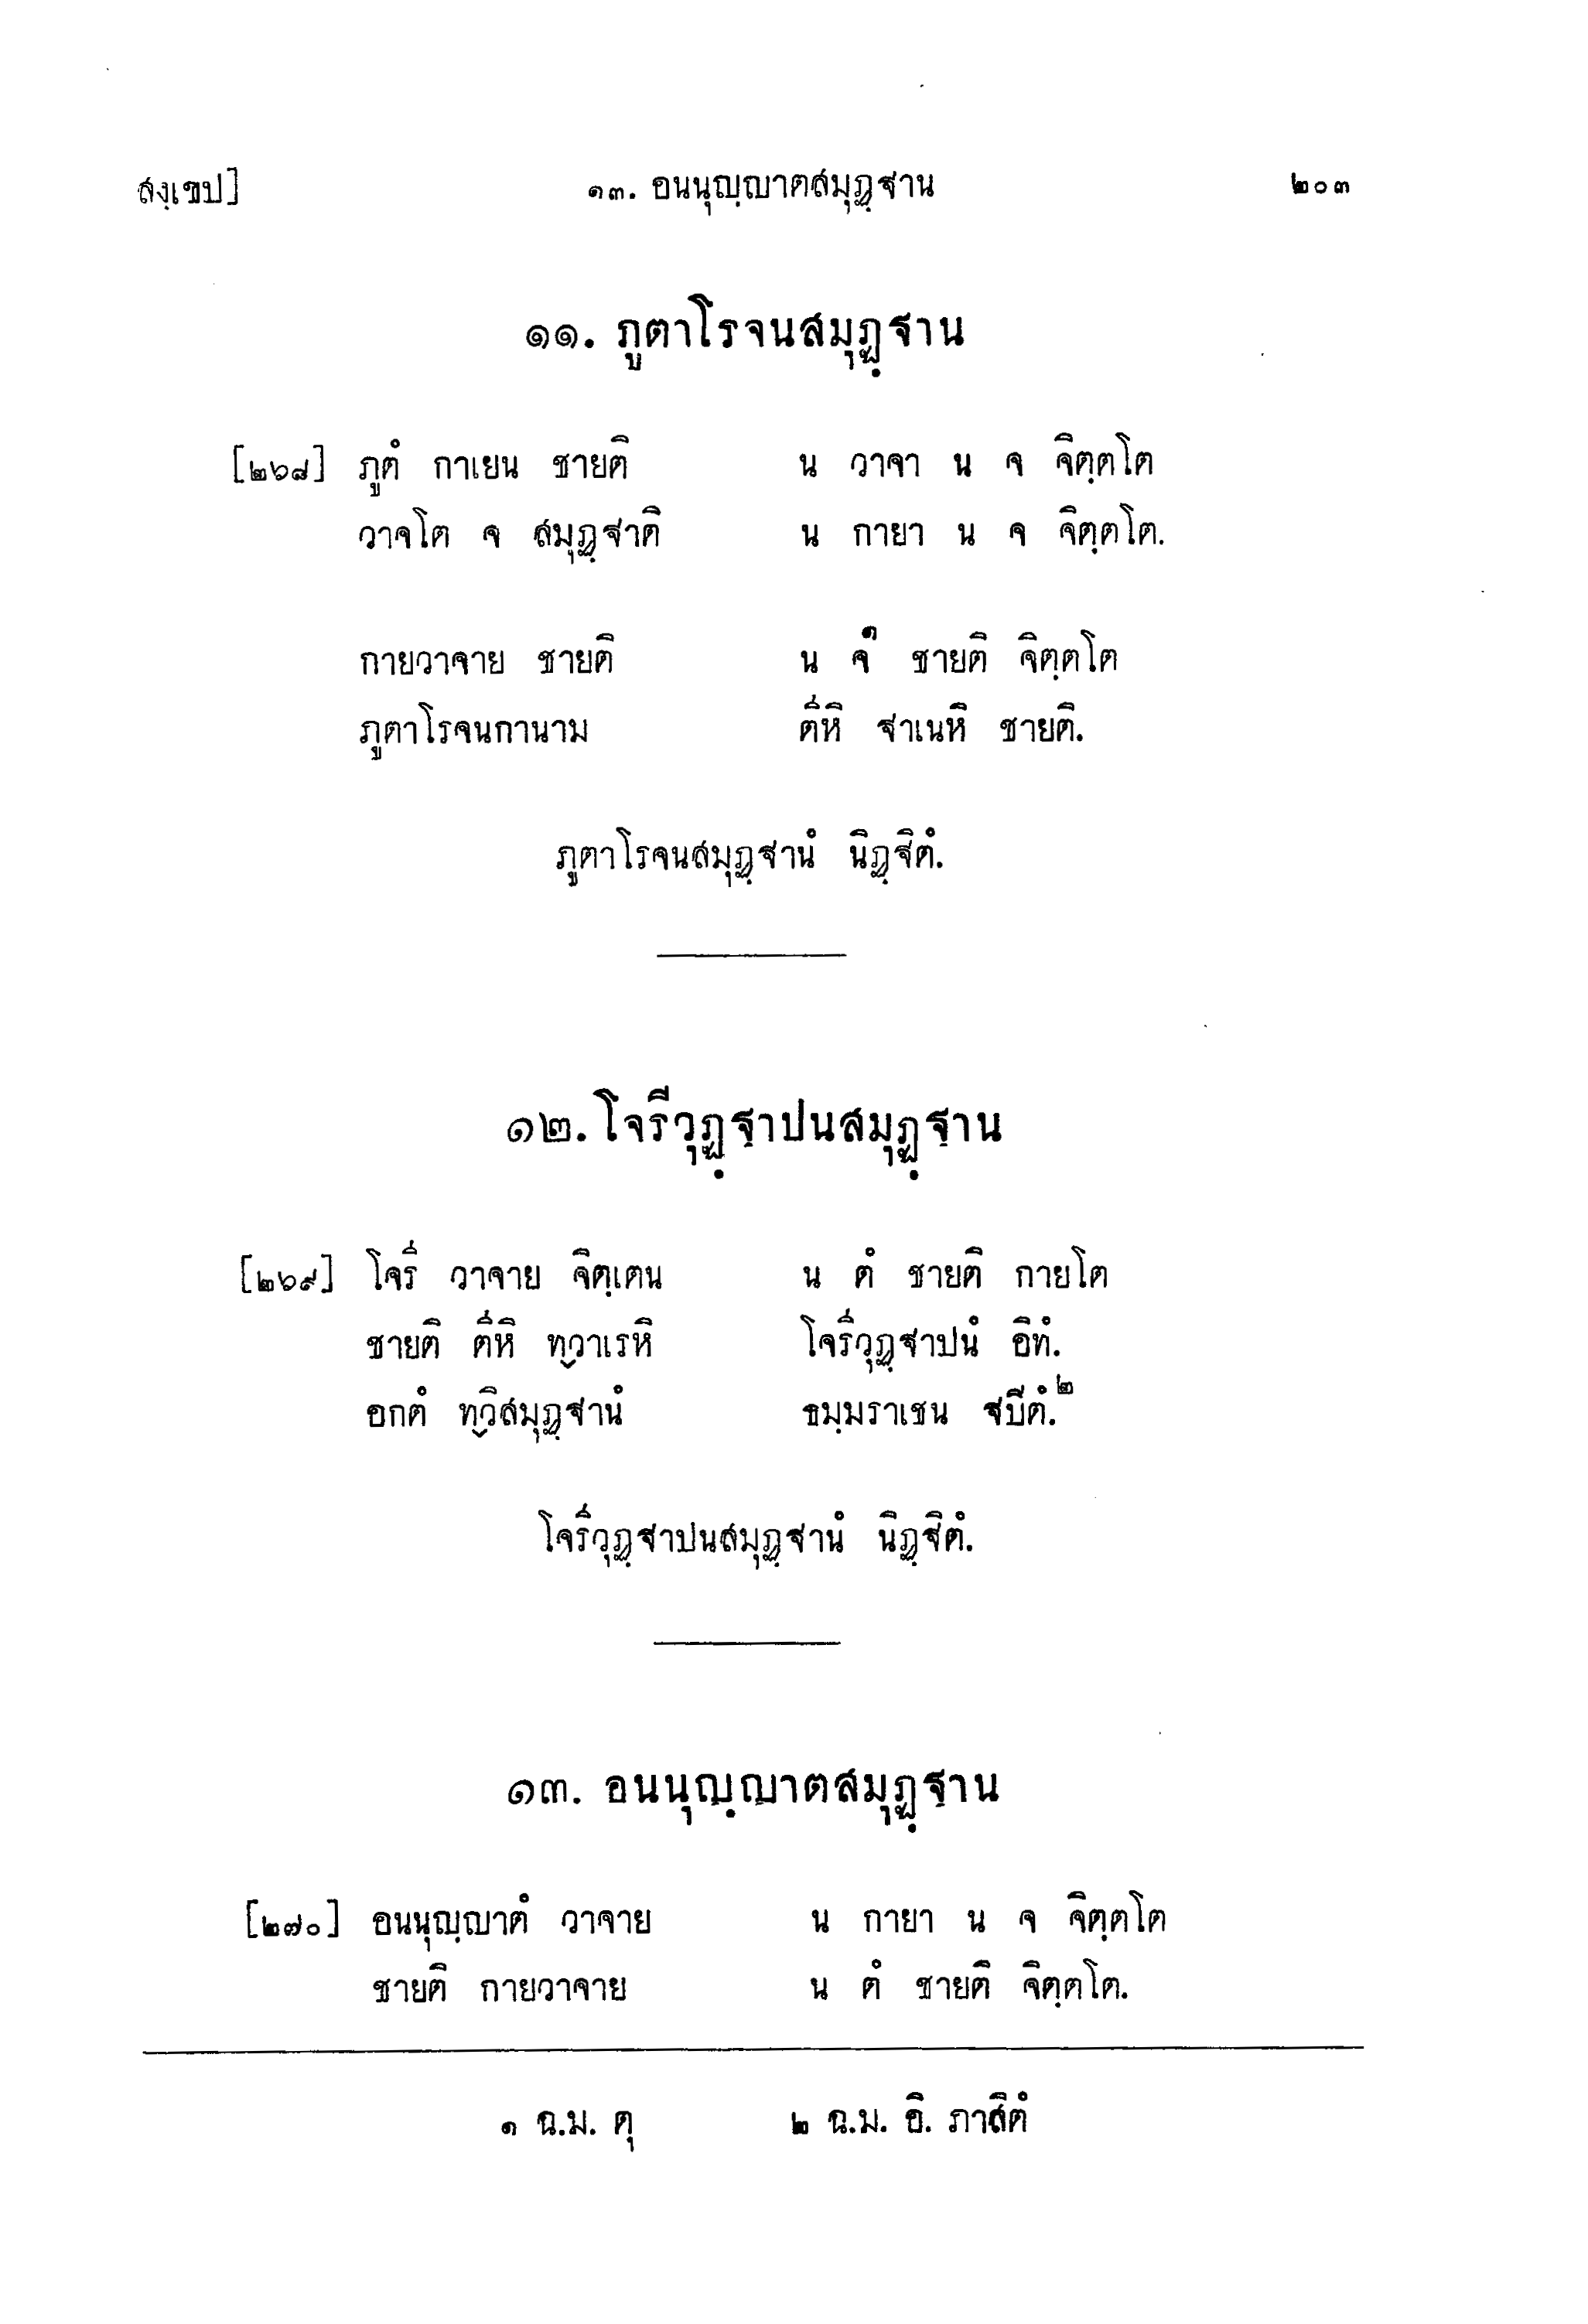 สงฺเขป] ๑๓. อนนุญฺญาตสมุฏฺฐาน ๒๐๓
๑๑. ภูตาโรจนสมุฏฺฐาน
[๒๖๘] ภูตํ กาเยน ชายติ น วาจา น จ จิตฺตโต
วาจโต จ สมุฏฺฐาติ น กายา น จ จิตฺตโต.
กายวาจาย ชายติ น จ๑ ชายติ จิตฺตโต
ภูตาโรจนกานาม ตีหิ ฐาเนหิ ชายติ.
ภูตาโรจนสมุฏฺฐานํ นิฏฺฐิตํ.
๑๒. โจรีวุฏฺฐาปนสมุฏฺฐาน
[๒๖๙] โจรี วาจาย จิตฺเตน น ตํ ชายติ กายโต
ชายติ ตีหิ ทฺวาเรหิ โจรีวุฏฺฐาปนํ อิทํ.
อกตํ ทฺวิสมุฏฺฐานํ ธมฺมราเชน ฐปิตํ.๒
โจรีวุฏฺฐาปนสมุฏฺฐานํ นิฏฺฐิตํ.
๑๓. อนนุญฺญาตสมุฏฺฐาน
[๒๗๐] อนนุญฺญาตํ วาจาย น กายา น จ จิตฺตโต
ชายติ กายวาจาย น ตํ ชายติ จิตฺตโต.
๑ ฉ.ม. ตุ ๒ ฉ.ม. อิ. ภาสิตํ